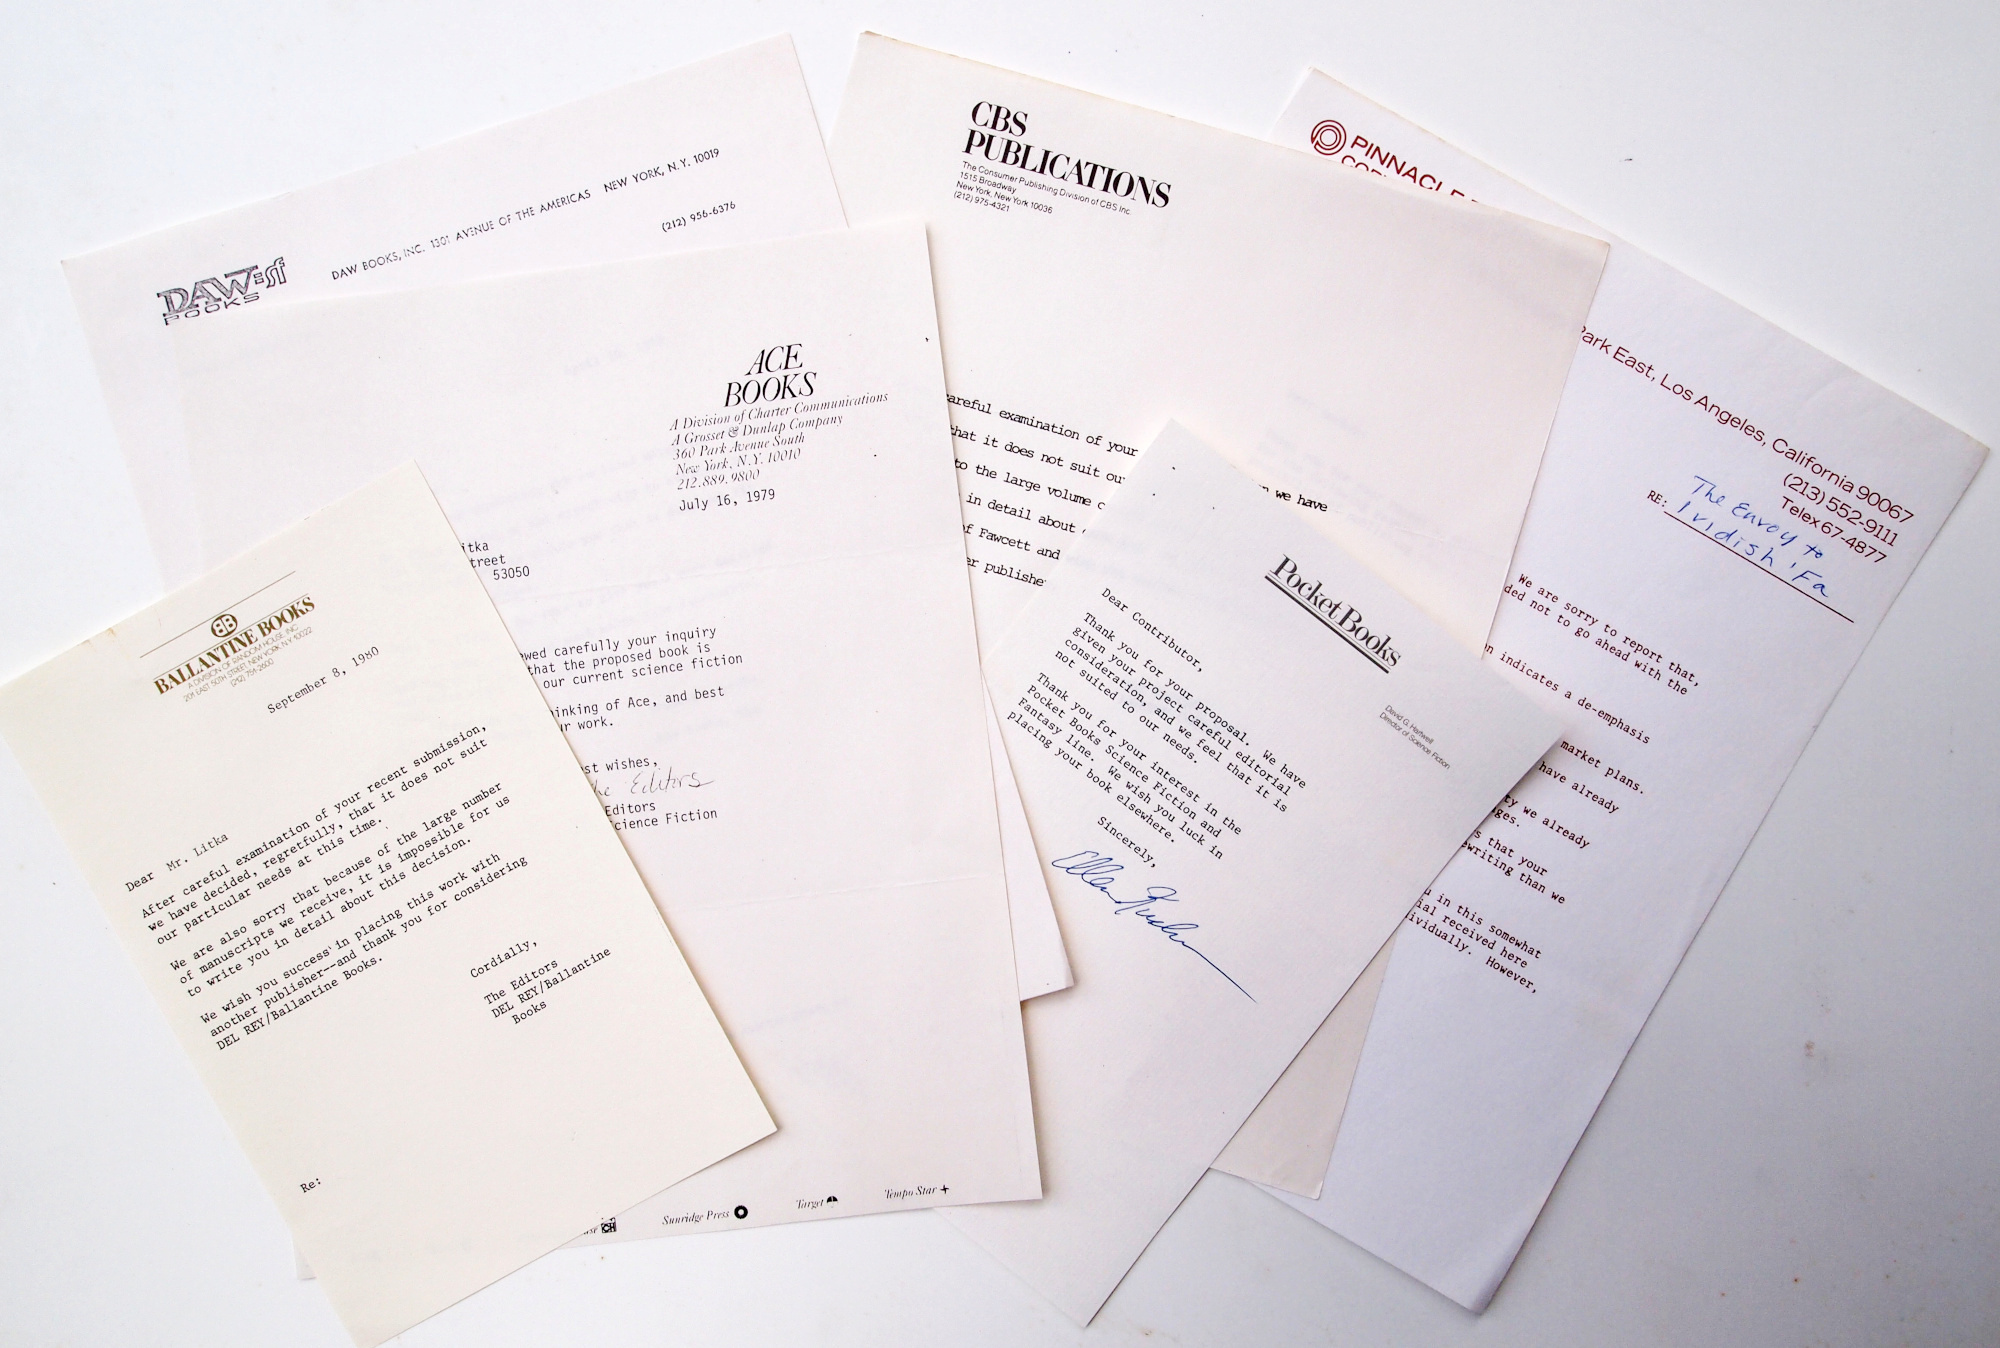 DAW=sf
BOOKS
DAW BOOKS, INC. 1301 AVENUE OF THE AMERICAS NEW YORK, N.Y. 10019
(212) 956-6376
ACE
BOOKS
A Division of Charter Communications
A Grosset & Dunlap Company
360 Park Avenue South
New York, N.Y. 10010
212.889.9800
July 16, 1979
itka
treet
53050
wed carefully your inquiry
that the proposed book is
our current science fiction
inking of Ace, and best
ur work.
st wishes,
he Editors
Editors
cience Fiction
Sunridge Press
Target
Tempo Star
BB
BALLANTINE BOOKS
A DIVISION OF RANDOM HOUSE, INC.
201 EAST 50TH STREET, NEW YORK, N.Y. 10022
(212) 751-2600
September 8, 1980
Dear Mr. Litka
After careful examination of your recent submission,
we have decided, regretfully, that it does not suit
our particular needs at this time.
We are also sorry that because of the large number
of manuscripts we receive, it is impossible for us
to write you in detail about this decision.
We wish you success in placing this work with
another publisher--and thank you for considering
DEL REY/Ballantine Books.
Cordially,
The Editors
DEL REY/Ballantine
Books
Re:
CBS
PUBLICATIONS
The Consumer Publishing Division of CBS Inc.
1515 Broadway
New York, New York 10036
(212) 975-4321
careful examination of your
we have
that it does not suit ou
to the large volume
in detail about
of Fawcett and
er publishe
Pocket Books
David G. Hartwell
Director of Science Fiction
Dear Contributor,
Thank you for your proposal. We have
given your project careful editorial
consideration, and we feel that it is
not suited to our needs.
Thank you for your interest in the
Pocket Books Science Fiction and
Fantasy line. We wish you luck in
placing your book elsewhere.
Sincerely,
PINNACLE
Park East, Los Angeles, California 90067
(213) 552-9111
Telex 67-4877
RE: The Envoy to
Iridish'Fa
We are sorry to report that,
ded not to go ahead with the
on indicates a de-emphasis
market plans.
have already
ty we already
ges.
s that your
ewriting than we
u in this somewhat
ial received here
ividually. However,